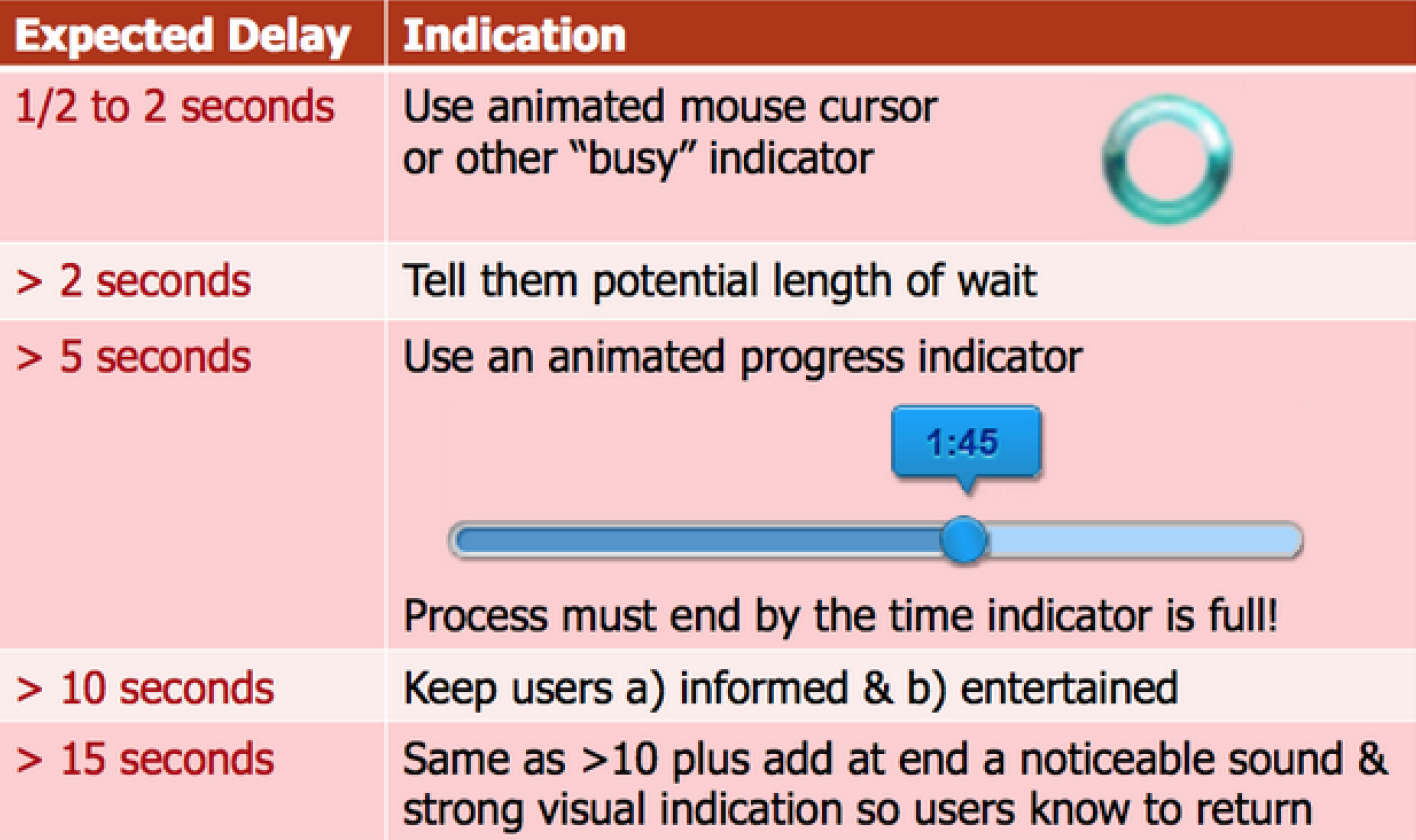 Expected Delay
Indication
1/2 to 2 seconds
Use animated mouse cursor
or other “busy” indicator
> 2 seconds
Tell them potential length of wait
> 5 seconds
Use an animated progress indicator
1:45
Process must end by the time indicator is full!
> 10 seconds
Keep users a) informed & b) entertained
> 15 seconds
Same as >10 plus add at end a noticeable sound &
strong visual indication so users know to return